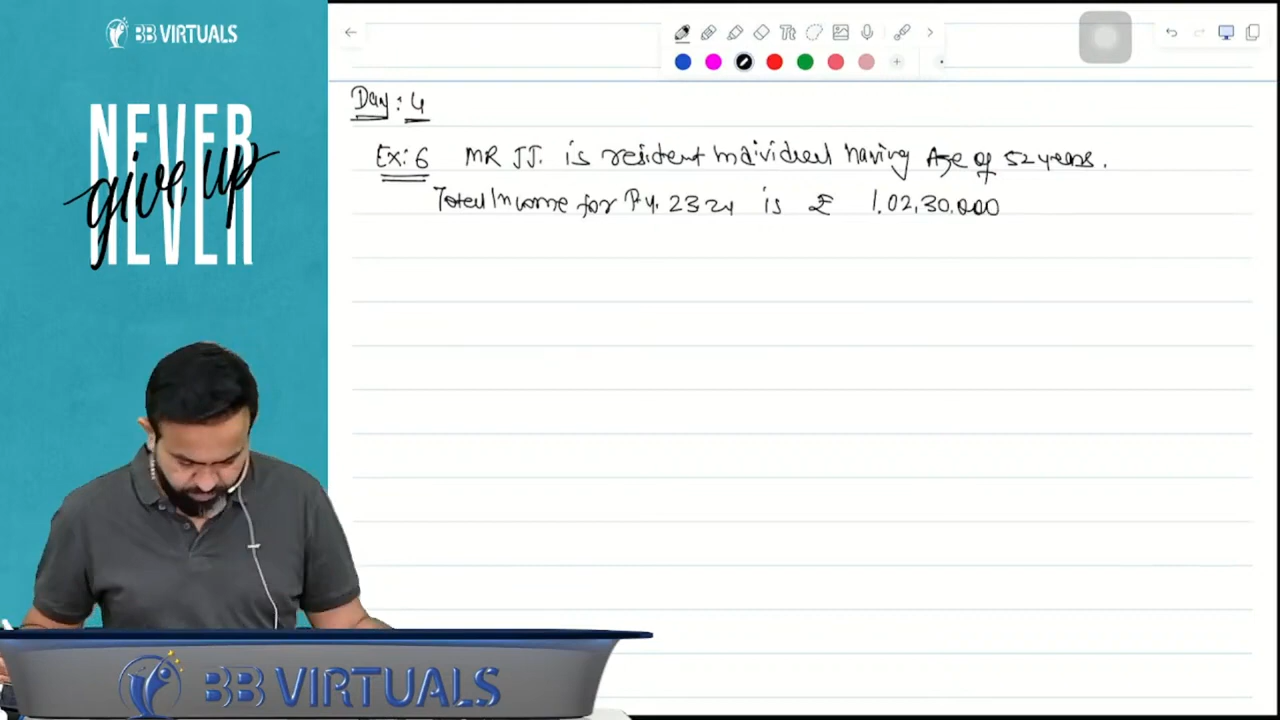 BB VIRTUALS
NEVER
give up
NEVER
Day: 4
Ex: 6 MR JJ. is resident Individual having Age of 52 years.
Total Income for P.Y. 23 24 is ₹ 1,02,30,000
BB VIRTUALS